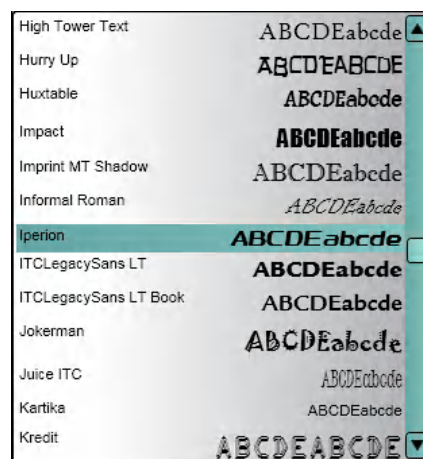 High Tower Text ABCDEabcde
Hurry Up ABCDEABCDE
Huxtable ABCDEabcde
Impact ABCDEabcde
Imprint MT Shadow ABCDEabcde
Informal Roman ABCDEabcde
Iperion ABCDEabcde
ITCLegacySans LT ABCDEabcde
ITCLegacySans LT Book ABCDEabcde
Jokerman ABCDEabcde
Juice ITC ABCDEabcde
Kartika ABCDEabcde
Kredit ABCDEABCDE